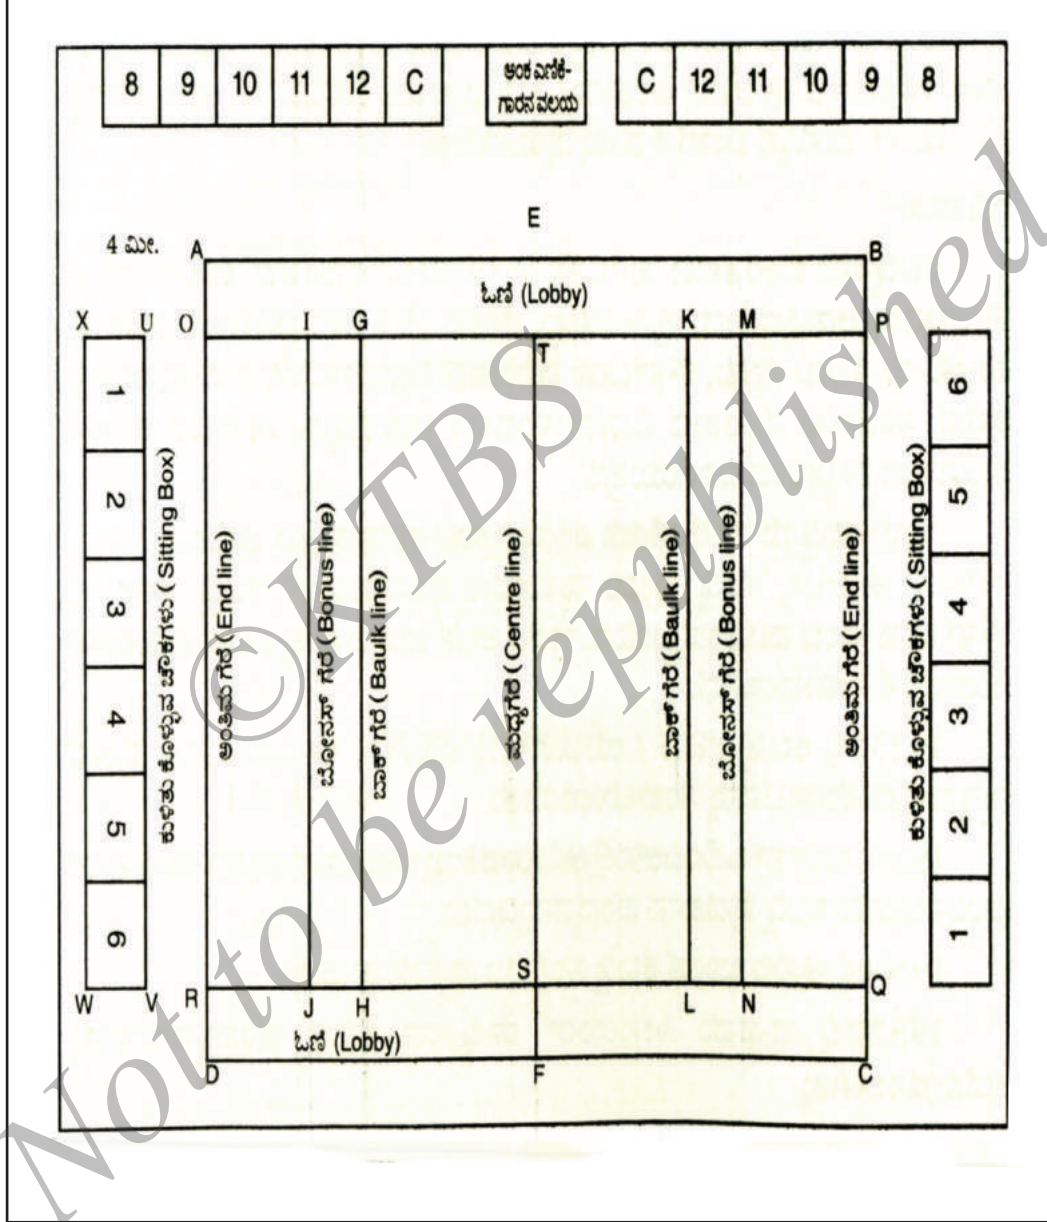 8 9 10 11 12 C
ಅಂಕ ಎಣಿಕೆ-
ಗಾರನ ವಲಯ
C 12 11 10 9 8
E
4 ಮೀ.
A
B
ಓಣಿ (Lobby)
X U O I G K M P
T
1
2
3
4
5
6
ಕುಳಿತು ಕೊಳ್ಳುವ ಚೌಕಗಳು (Sitting Box)
ಅಂತಿಮ ಗೆರೆ (End line)
ಬೋನಸ್ ಗೆರೆ (Bonus line)
ಬಾಕ್ ಗೆರೆ (Baulk line)
ಮಧ್ಯಗೆರೆ (Centre line)
ಬಾಕ್ ಗೆರೆ (Baulk line)
ಬೋನಸ್ ಗೆರೆ (Bonus line)
ಅಂತಿಮ ಗೆರೆ (End line)
ಕುಳಿತು ಕೊಳ್ಳುವ ಚೌಕಗಳು (Sitting Box)
6
5
4
3
2
1
S
W V R J H L N Q
ಓಣಿ (Lobby)
D F C
©KTBS
Not to be republished